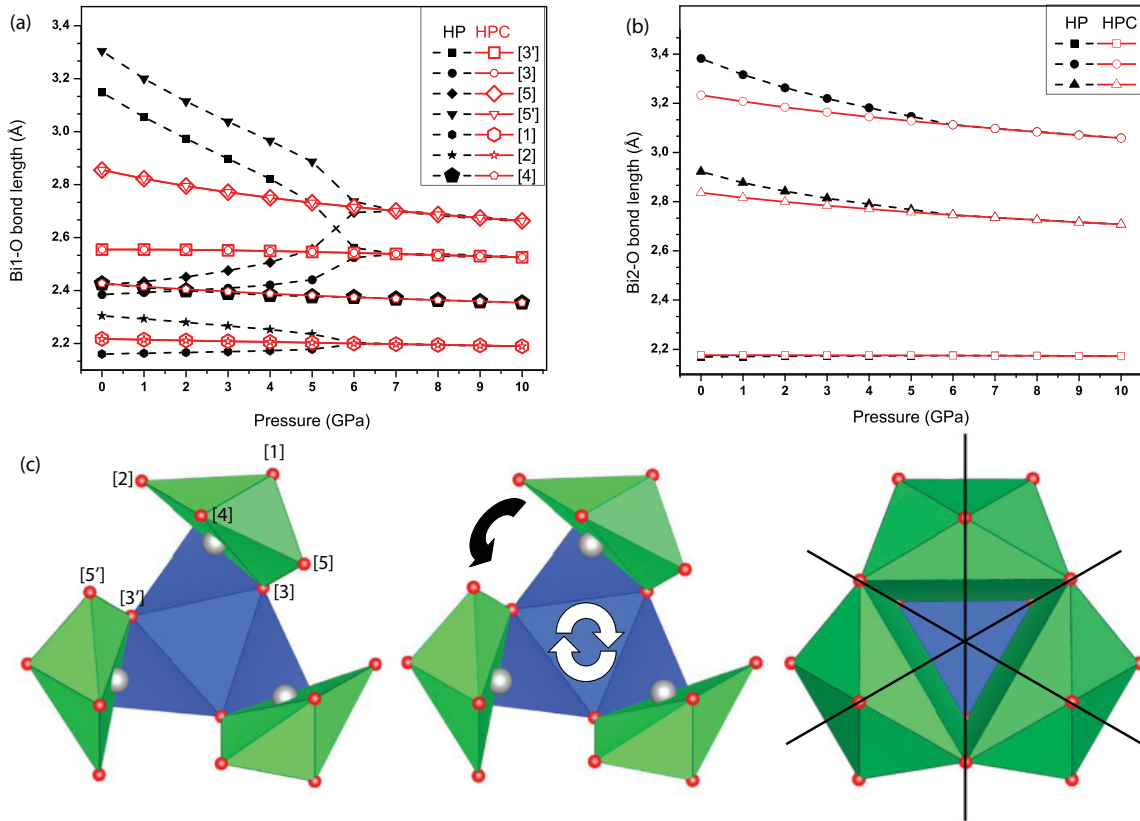 (a)
3,4
3,2
3,0
2,8
2,6
2,4
2,2
Bi1-O bond length (Å)
0 1 2 3 4 5 6 7 8 9 10
Pressure (GPa)
HP HPC
[3']
[3]
[5]
[5']
[1]
[2]
[4]
(b)
3,4
3,2
3,0
2,8
2,6
2,4
2,2
Bi2-O bond length (Å)
0 1 2 3 4 5 6 7 8 9 10
Pressure (GPa)
HP HPC
(c)
[1]
[2]
[4]
[5]
[5′]
[3′]
[3]